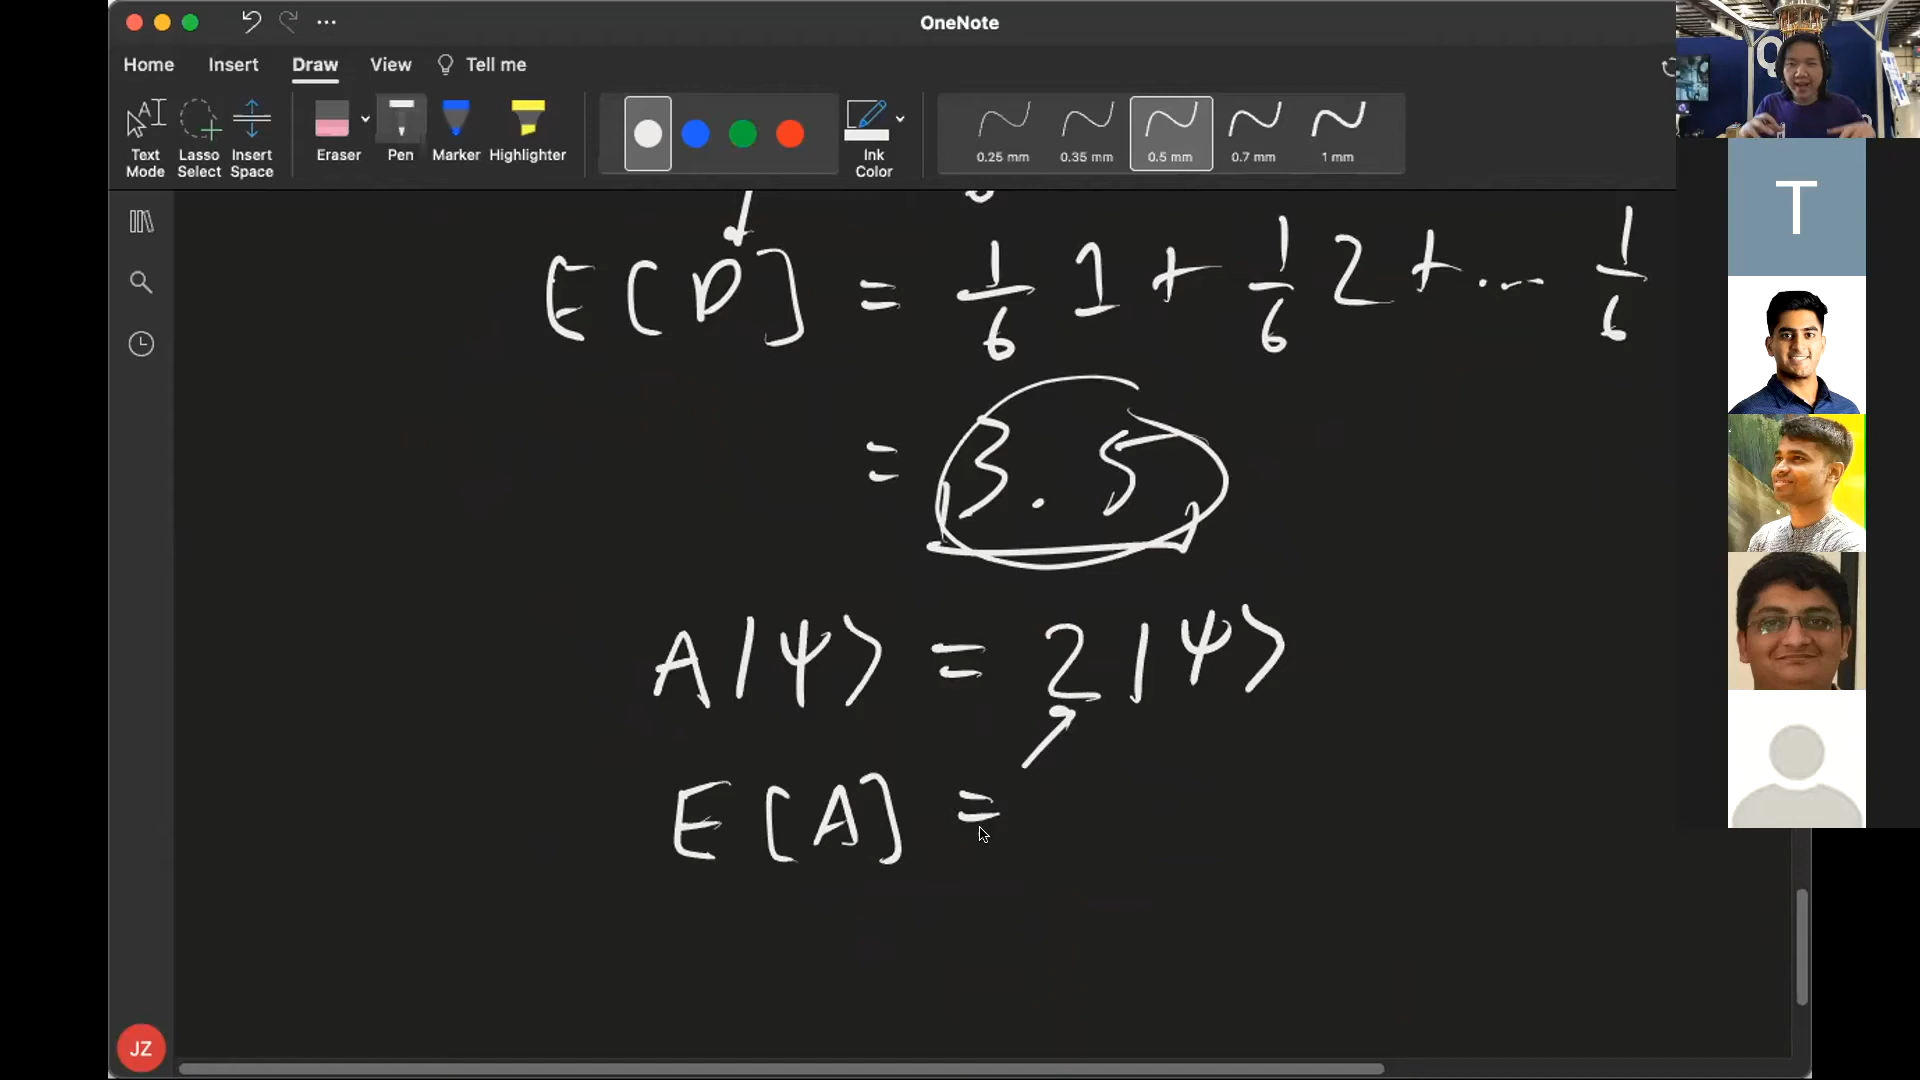 OneNote
Home Insert Draw View Tell me
Text Mode
Lasso Select
Insert Space
Eraser
Pen
Marker
Highlighter
Ink Color
0.25 mm
0.35 mm
0.5 mm
0.7 mm
1 mm
T
E[D] = 1/6 1 + 1/6 2 + ... 1/6
= 3.5
A|ψ⟩ = 2|ψ⟩
E[A] =
JZ